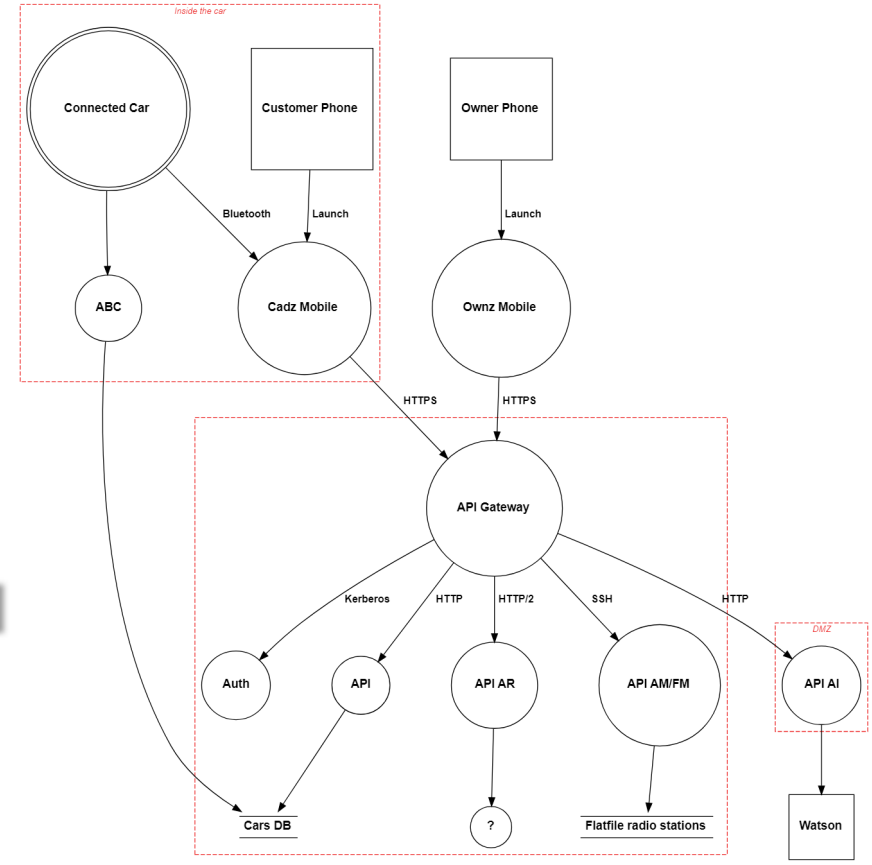 Inside the car
Connected Car
Customer Phone
Owner Phone
Bluetooth
Launch
Launch
ABC
Cadz Mobile
Ownz Mobile
HTTPS
HTTPS
API Gateway
Kerberos
HTTP
HTTP/2
SSH
HTTP
DMZ
Auth
API
API AR
API AM/FM
API AI
Cars DB
?
Flatfile radio stations
Watson